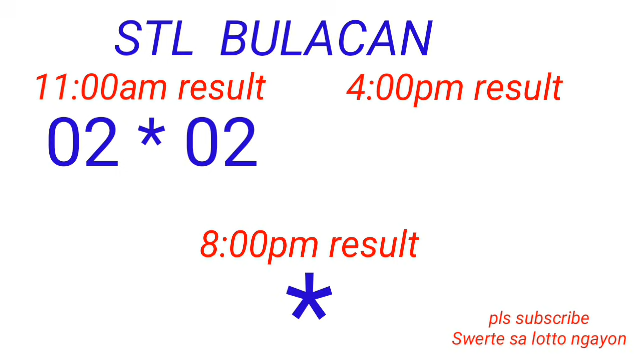 STL BULACAN
11:00am result
4:00pm result
02 * 02
8:00pm result
*
pls subscribe
Swerte sa lotto ngayon